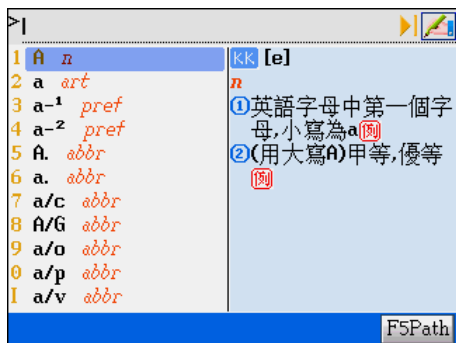 >
1 A n
2 a art
3 a-¹ pref
4 a-² pref
5 A. abbr
6 a. abbr
7 a/c abbr
8 A/G abbr
9 a/o abbr
0 a/p abbr
I a/v abbr
KK [e]
n
①英語字母中第一個字
母,小寫為a例
②(用大寫A)甲等,優等
例
F5Path